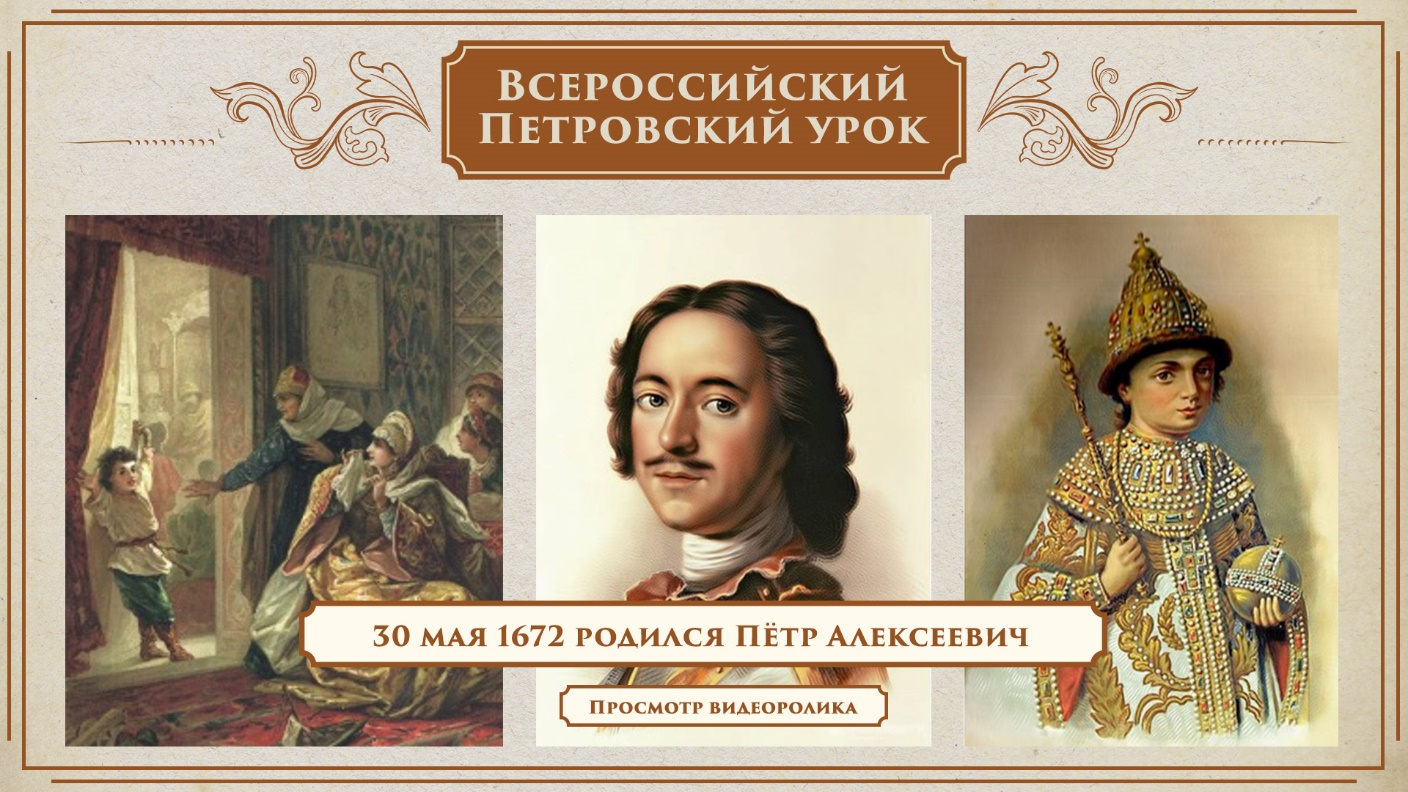 Всероссийский
Петровский урок
30 мая 1672 родился Пётр Алексеевич
Просмотр видеоролика